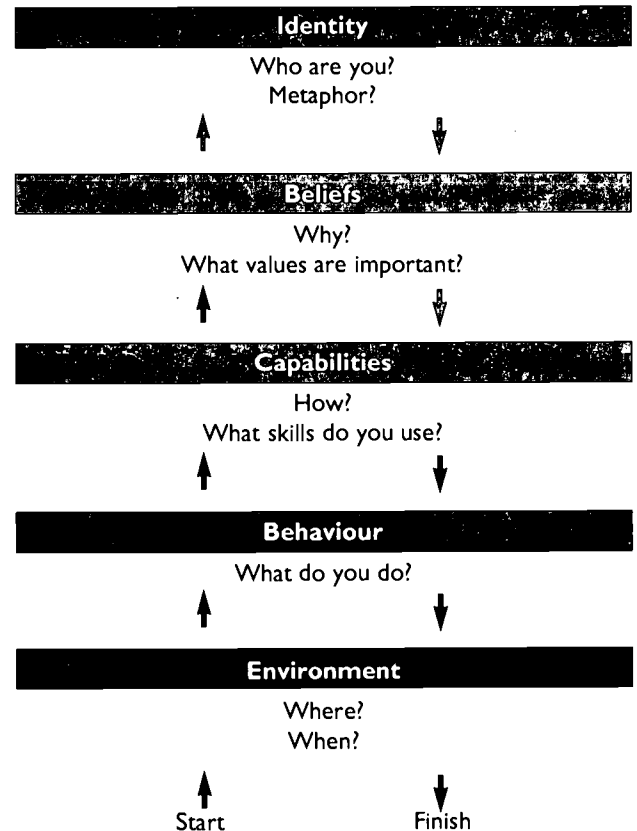 Identity
Who are you?
Metaphor?
Beliefs
Why?
What values are important?
Capabilities
How?
What skills do you use?
Behaviour
What do you do?
Environment
Where?
When?
Start Finish